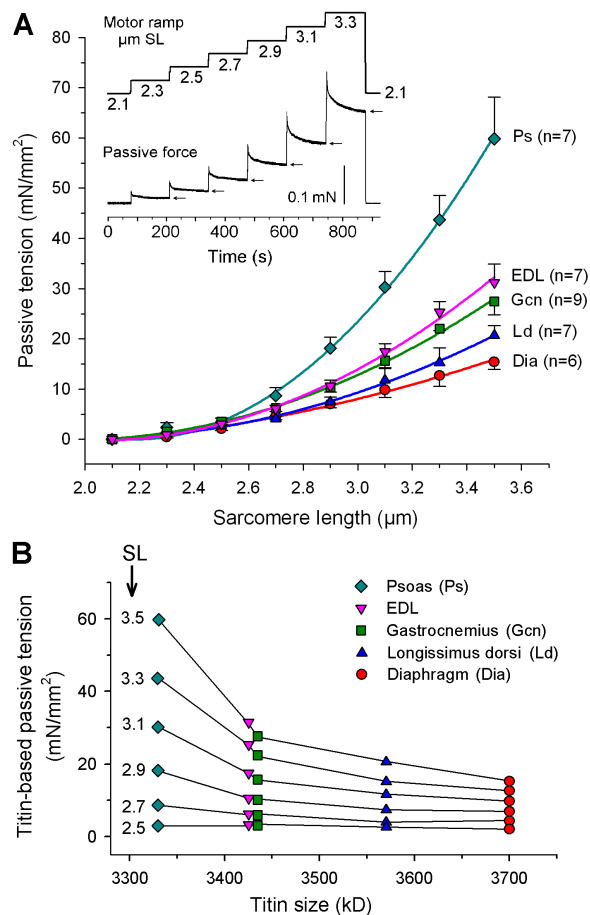 A
Motor ramp
µm SL
2.1
2.3
2.5
2.7
2.9
3.1
3.3
2.1
Passive force
0.1 mN
0 200 400 600 800
Time (s)
Passive tension (mN/mm²)
80
70
60
50
40
30
20
10
0
Ps (n=7)
EDL (n=7)
Gcn (n=9)
Ld (n=7)
Dia (n=6)
2.0 2.2 2.4 2.6 2.8 3.0 3.2 3.4 3.6
Sarcomere length (µm)
B
SL
Psoas (Ps)
EDL
Gastrocnemius (Gcn)
Longissimus dorsi (Ld)
Diaphragm (Dia)
3.5
3.3
3.1
2.9
2.7
2.5
Titin-based passive tension
(mN/mm²)
60
40
20
0
3300 3400 3500 3600 3700
Titin size (kD)